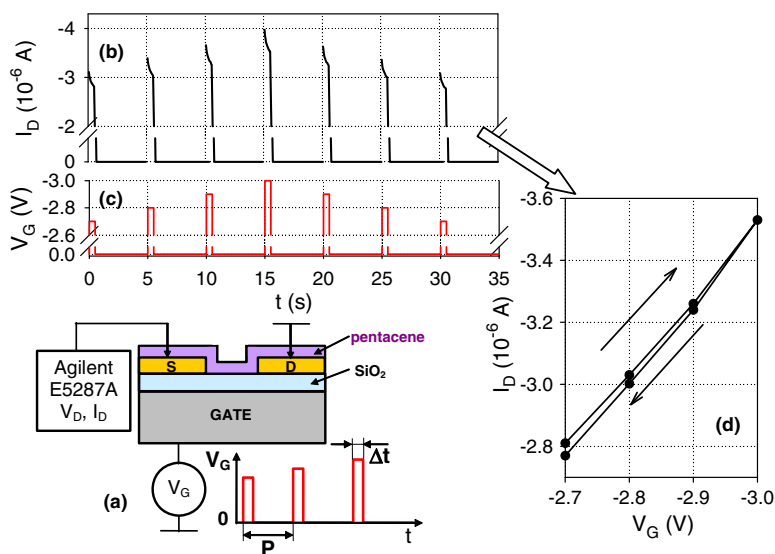 (b)
I_D (10⁻⁶ A)
-4
-3
-2
0
(c)
V_G (V)
-3.0
-2.8
-2.6
0.0
0 5 10 15 20 25 30 35
t (s)
(a)
Agilent
E5287A
V_D, I_D
S
D
pentacene
SiO₂
GATE
V_G
V_G
0
Δt
P
t
(d)
I_D (10⁻⁶ A)
-3.6
-3.4
-3.2
-3.0
-2.8
-2.7 -2.8 -2.9 -3.0
V_G (V)